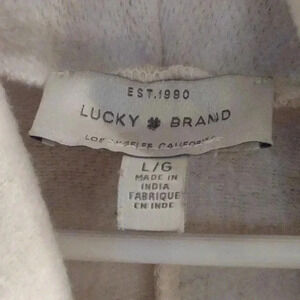 EST.1990
LUCKY BRAND
LOS ANGELES CALIFORNIA
L/G
MADE IN
INDIA
FABRIQUE
EN INDE